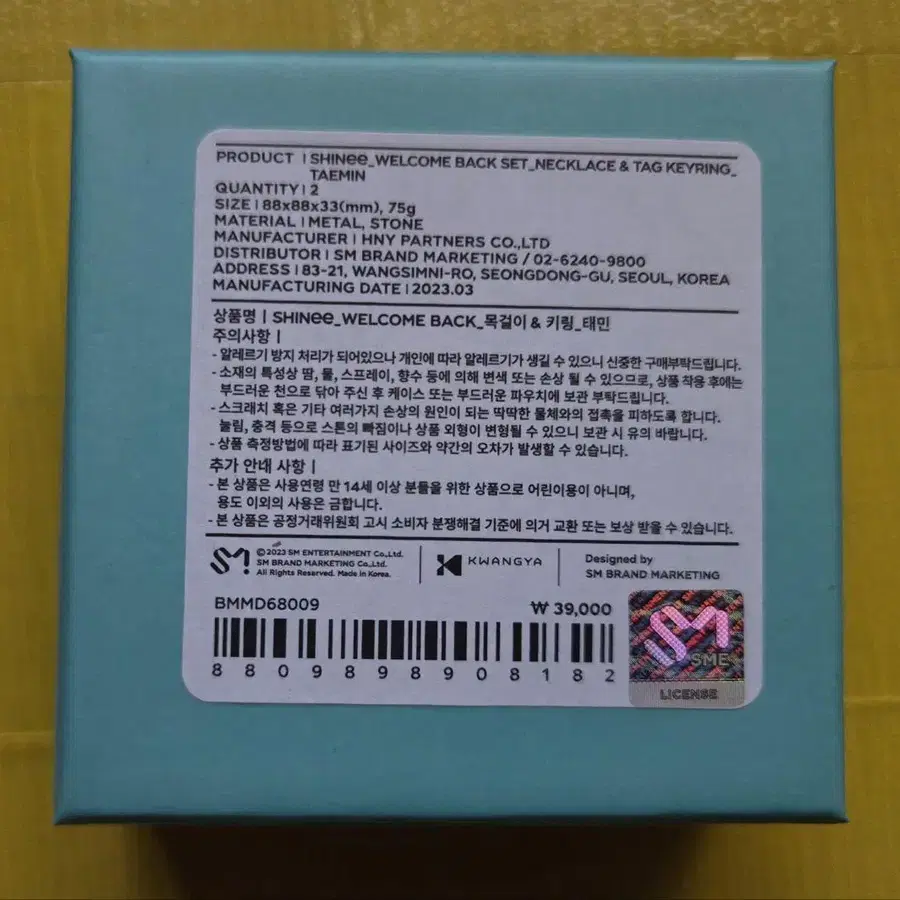 PRODUCT | SHINee_WELCOME BACK SET_NECKLACE & TAG KEYRING_
TAEMIN
QUANTITY | 2
SIZE | 88x88x33(mm), 75g
MATERIAL | METAL, STONE
MANUFACTURER | HNY PARTNERS CO.,LTD
DISTRIBUTOR | SM BRAND MARKETING / 02-6240-9800
ADDRESS | 83-21, WANGSIMNI-RO, SEONGDONG-GU, SEOUL, KOREA
MANUFACTURING DATE | 2023.03
상품명 | SHINee_WELCOME BACK_목걸이 & 키링_태민
주의사항 |
- 알레르기 방지 처리가 되어있으나 개인에 따라 알레르기가 생길 수 있으니 신중한 구매부탁드립니다.
- 소재의 특성상 땀, 물, 스프레이, 향수 등에 의해 변색 또는 손상 될 수 있으므로, 상품 착용 후에는
부드러운 천으로 닦아 주신 후 케이스 또는 부드러운 파우치에 보관 부탁드립니다.
- 스크래치 혹은 기타 여러가지 손상의 원인이 되는 딱딱한 물체와의 접촉을 피하도록 합니다.
눌림, 충격 등으로 스톤의 빠짐이나 상품 외형이 변형될 수 있으니 보관 시 유의 바랍니다.
- 상품 측정방법에 따라 표기된 사이즈와 약간의 오차가 발생할 수 있습니다.
추가 안내 사항 |
- 본 상품은 사용연령 만 14세 이상 분들을 위한 상품으로 어린이용이 아니며,
용도 이외의 사용은 금합니다.
- 본 상품은 공정거래위원회 고시 소비자 분쟁해결 기준에 의거 교환 또는 보상 받을 수 있습니다.
SM
© 2023 SM ENTERTAINMENT Co.,Ltd.
SM BRAND MARKETING Co.,Ltd.
All Rights Reserved. Made in Korea.
KWANGYA
Designed by
SM BRAND MARKETING
BMMD68009
₩ 39,000
8809898908182
SM
SME
LICENSE